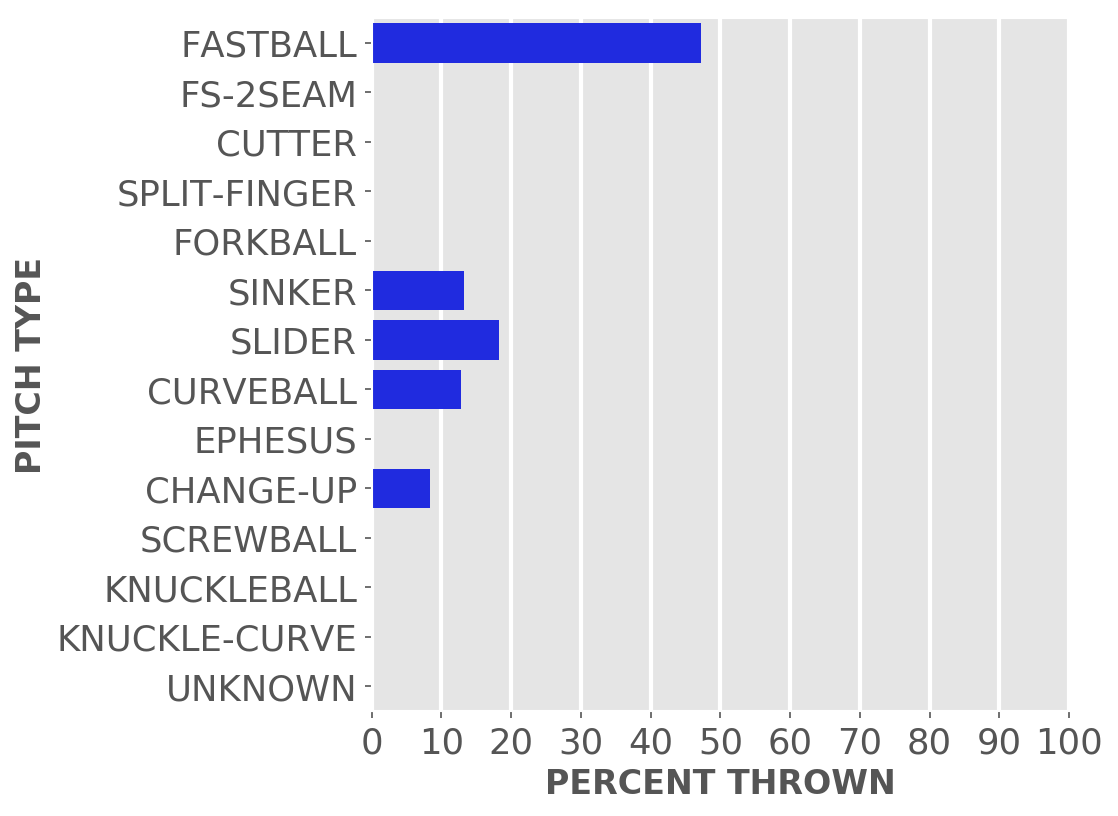 FASTBALL
FS-2SEAM
CUTTER
SPLIT-FINGER
FORKBALL
SINKER
SLIDER
CURVEBALL
EPHESUS
CHANGE-UP
SCREWBALL
KNUCKLEBALL
KNUCKLE-CURVE
UNKNOWN
PITCH TYPE
0 10 20 30 40 50 60 70 80 90 100
PERCENT THROWN